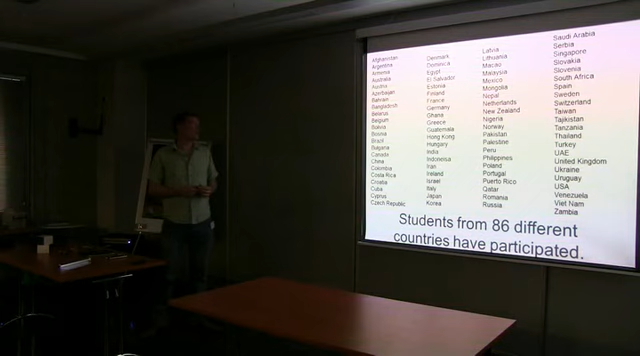 Afghanistan
Argentina
Armenia
Australia
Austria
Azerbaijan
Bahrain
Bangladesh
Belarus
Belgium
Bolivia
Bosnia
Brazil
Bulgaria
Canada
China
Colombia
Costa Rica
Croatia
Cuba
Cyprus
Czech Republic
Denmark
Dominica
Egypt
El Salvador
Estonia
Finland
France
Germany
Ghana
Greece
Guatemala
Hong Kong
Hungary
India
Indonesia
Iran
Ireland
Israel
Italy
Japan
Korea
Latvia
Lithuania
Macao
Malaysia
Mexico
Mongolia
Nepal
Netherlands
New Zealand
Nigeria
Norway
Pakistan
Palestine
Peru
Philippines
Poland
Portugal
Puerto Rico
Qatar
Romania
Russia
Saudi Arabia
Serbia
Singapore
Slovakia
Slovenia
South Africa
Spain
Sweden
Switzerland
Taiwan
Tajikistan
Tanzania
Thailand
Turkey
UAE
United Kingdom
Ukraine
Uruguay
USA
Venezuela
Viet Nam
Zambia
Students from 86 different
countries have participated.